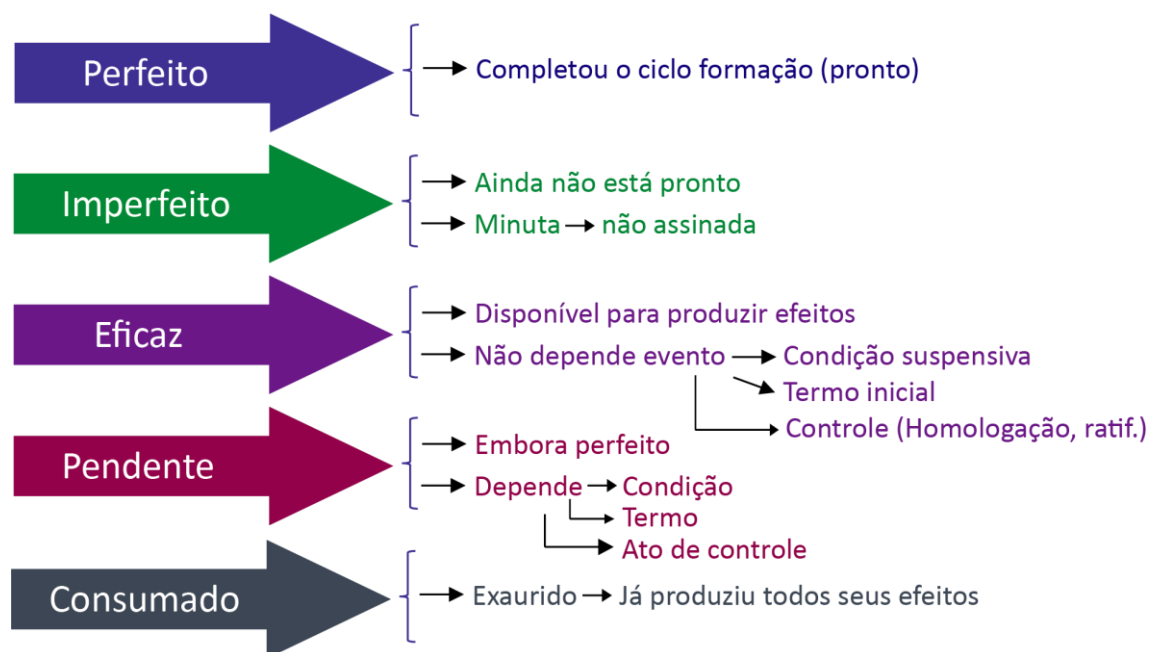 Perfeito
Completou o ciclo formação (pronto)
Imperfeito
Ainda não está pronto
Minuta → não assinada
Eficaz
Disponível para produzir efeitos
Não depende evento → Condição suspensiva
Termo inicial
Controle (Homologação, ratif.)
Pendente
Embora perfeito
Depende → Condição
Termo
Ato de controle
Consumado
Exaurido → Já produziu todos seus efeitos